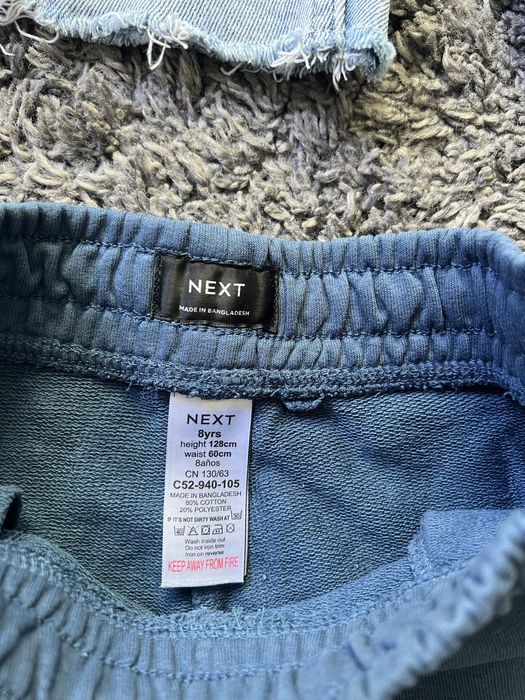 NEXT
MADE IN BANGLADESH
NEXT
8yrs
height 128cm
waist 60cm
8años
CN 130/63
C52-940-105
MADE IN BANGLADESH
80% COTTON
20% POLYESTER
IF IT'S NOT DIRTY WASH AT 30
Wash inside out
Do not iron trim
Iron on reverse
KEEP AWAY FROM FIRE